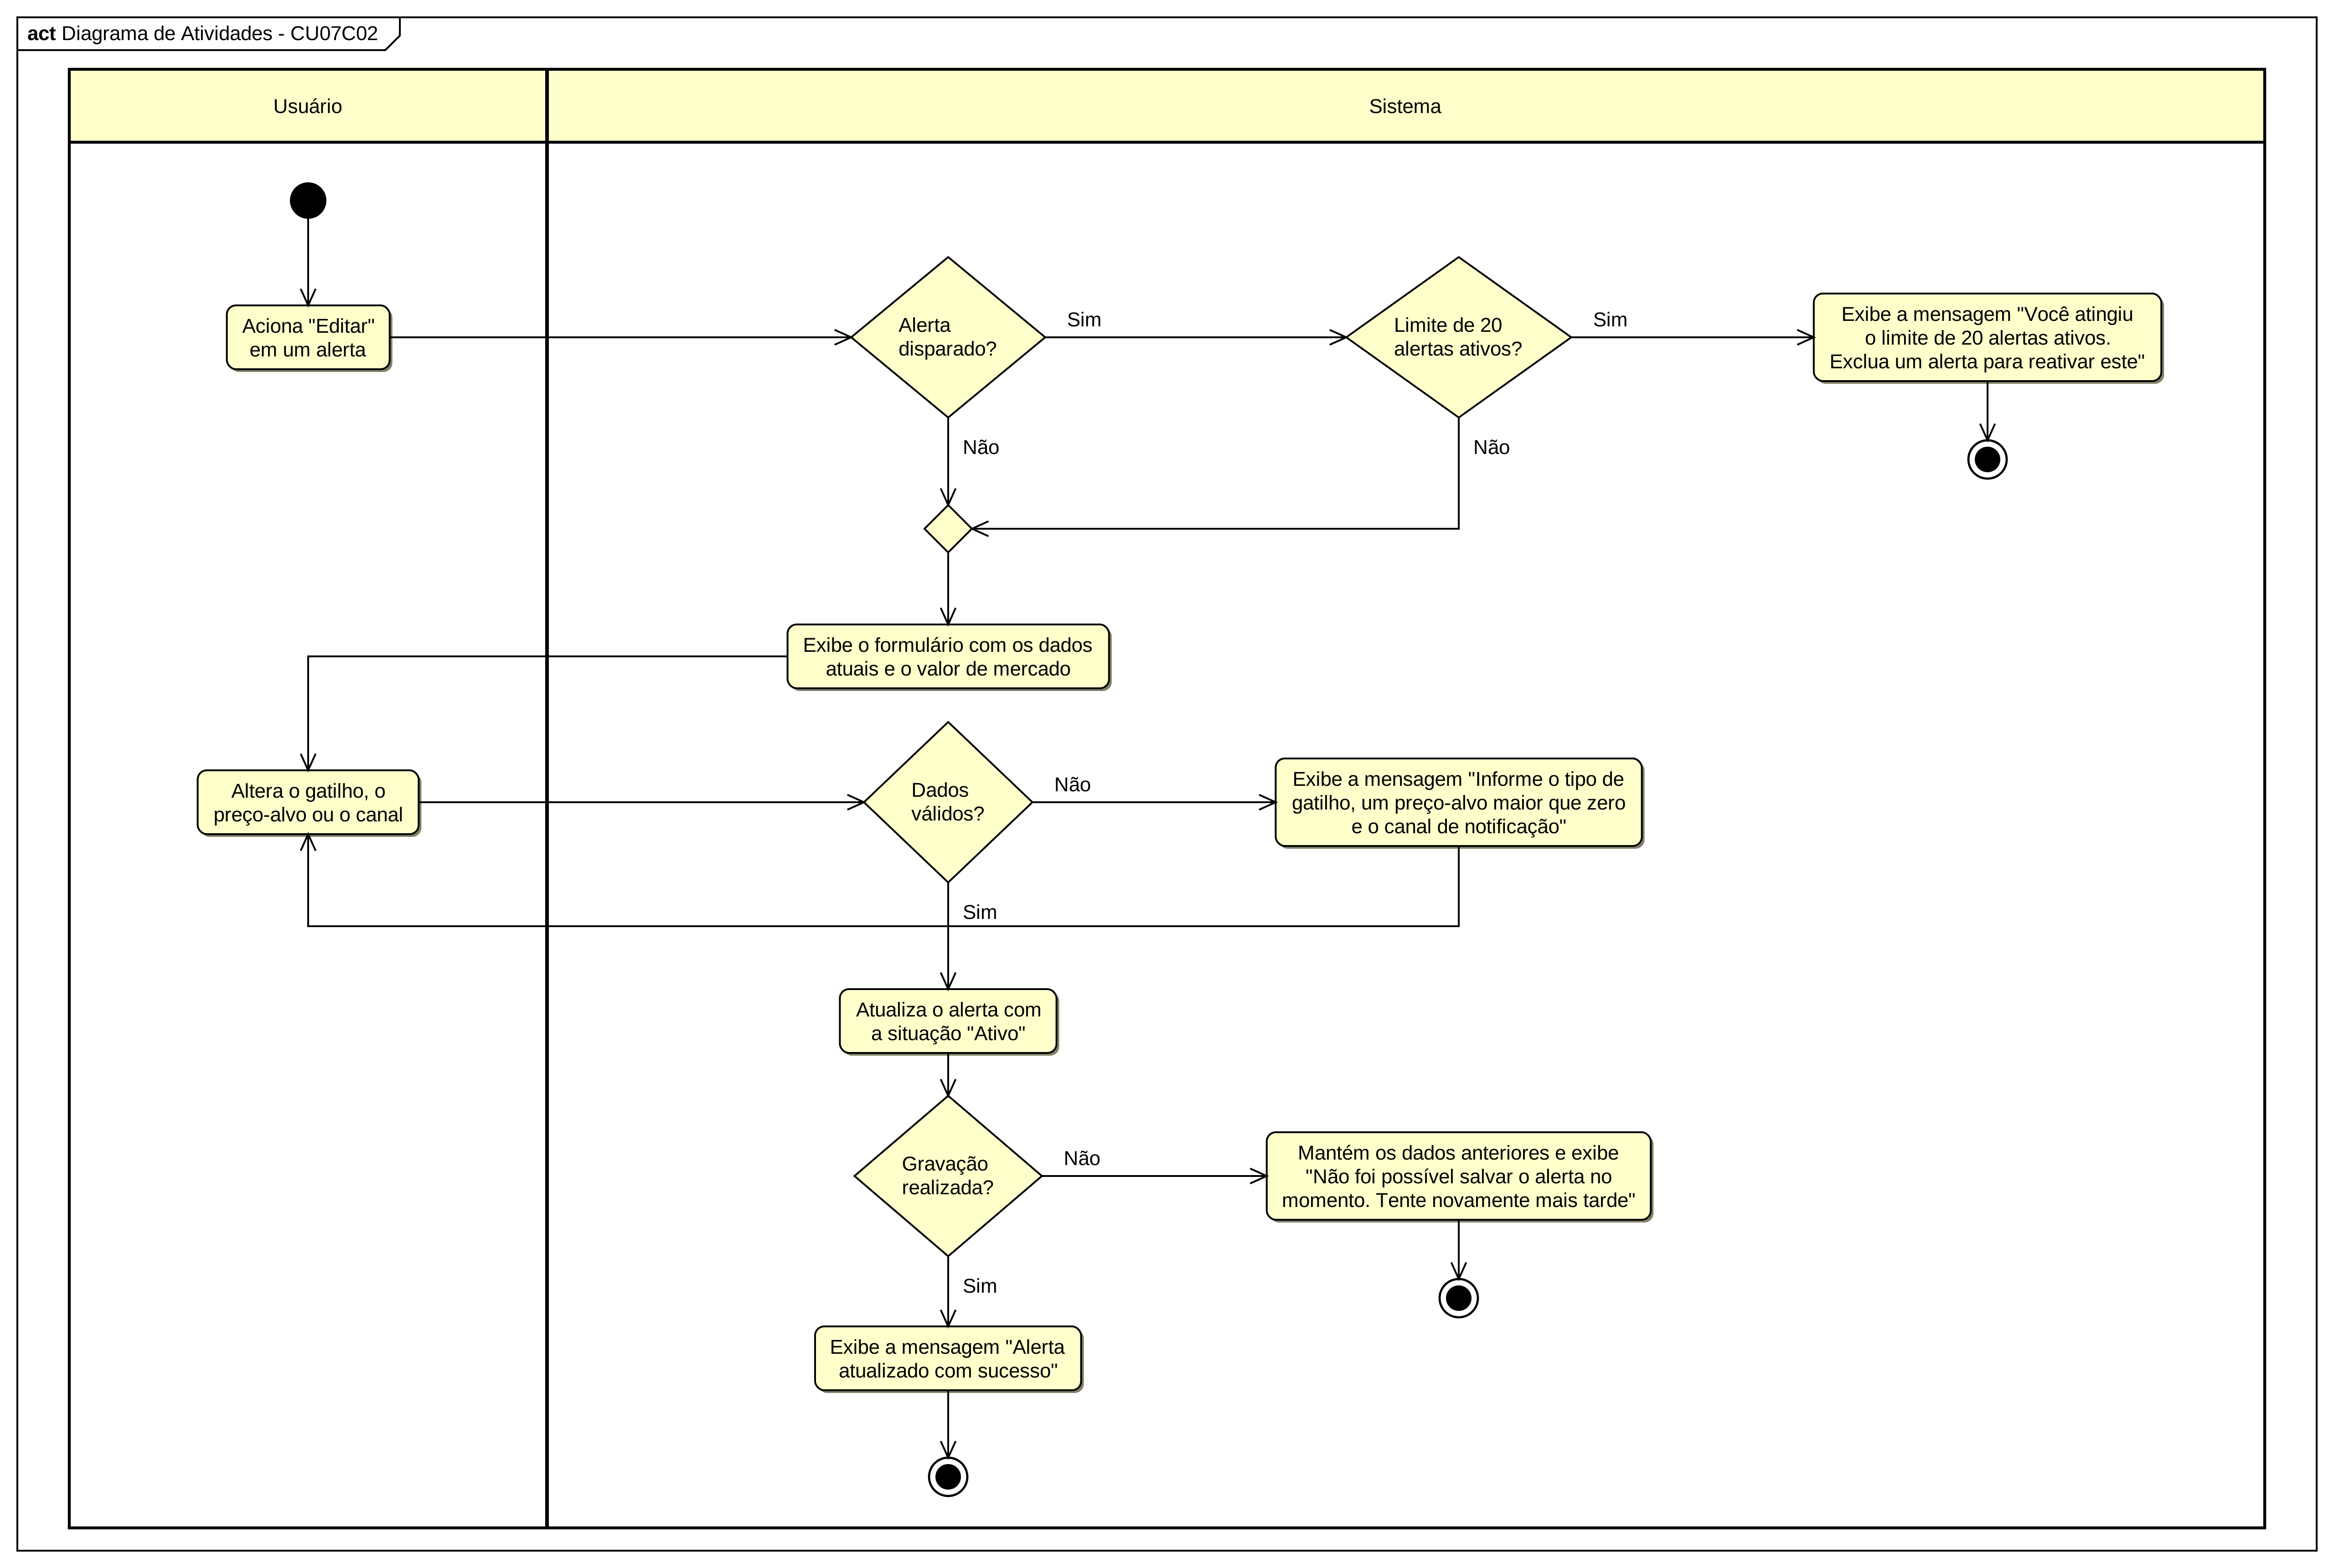 act Diagrama de Atividades - CU07C02
Usuário
Sistema
Aciona "Editar"
em um alerta
Alerta
disparado?
Sim
Limite de 20
alertas ativos?
Sim
Exibe a mensagem "Você atingiu
o limite de 20 alertas ativos.
Exclua um alerta para reativar este"
Não
Não
Exibe o formulário com os dados
atuais e o valor de mercado
Altera o gatilho, o
preço-alvo ou o canal
Dados
válidos?
Não
Exibe a mensagem "Informe o tipo de
gatilho, um preço-alvo maior que zero
e o canal de notificação"
Sim
Atualiza o alerta com
a situação "Ativo"
Gravação
realizada?
Não
Mantém os dados anteriores e exibe
"Não foi possível salvar o alerta no
momento. Tente novamente mais tarde"
Sim
Exibe a mensagem "Alerta
atualizado com sucesso"